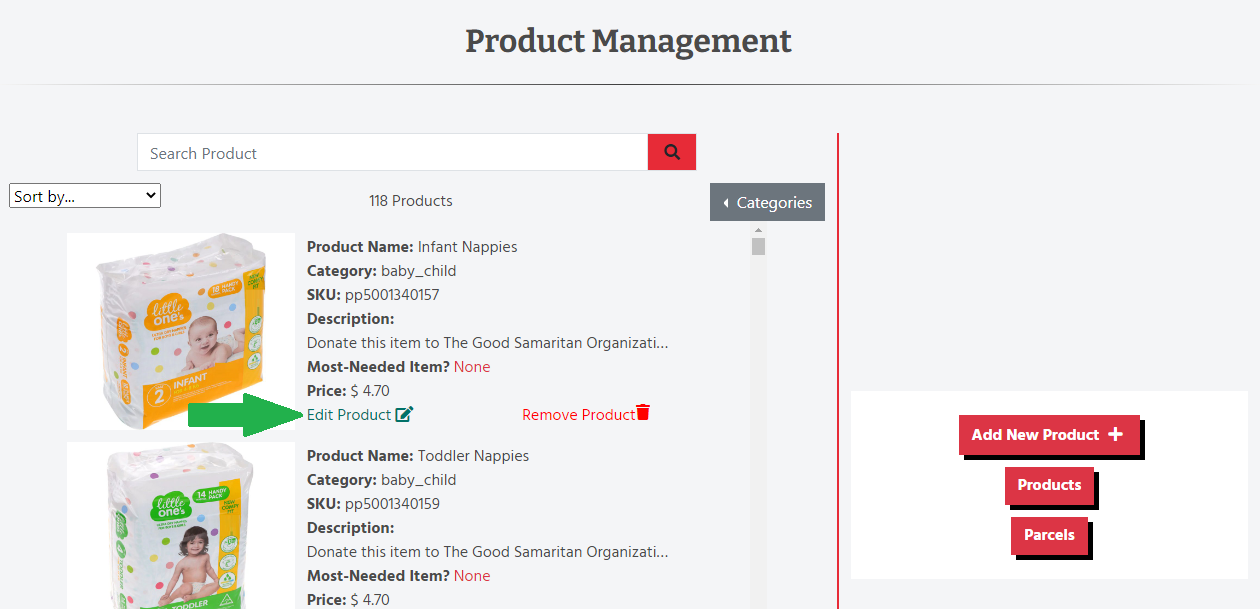 Product Management
Search Product
Sort by...
118 Products
Categories
little
one's
18 HANDY
PACK
2 INFANT
Product Name: Infant Nappies
Category: baby_child
SKU: pp5001340157
Description:
Donate this item to The Good Samaritan Organizati...
Most-Needed Item? None
Price: $ 4.70
Edit Product
Remove Product
little
one's
14 HANDY
PACK
TODDLER
Product Name: Toddler Nappies
Category: baby_child
SKU: pp5001340159
Description:
Donate this item to The Good Samaritan Organizati...
Most-Needed Item? None
Price: $ 4.70
Add New Product
Products
Parcels